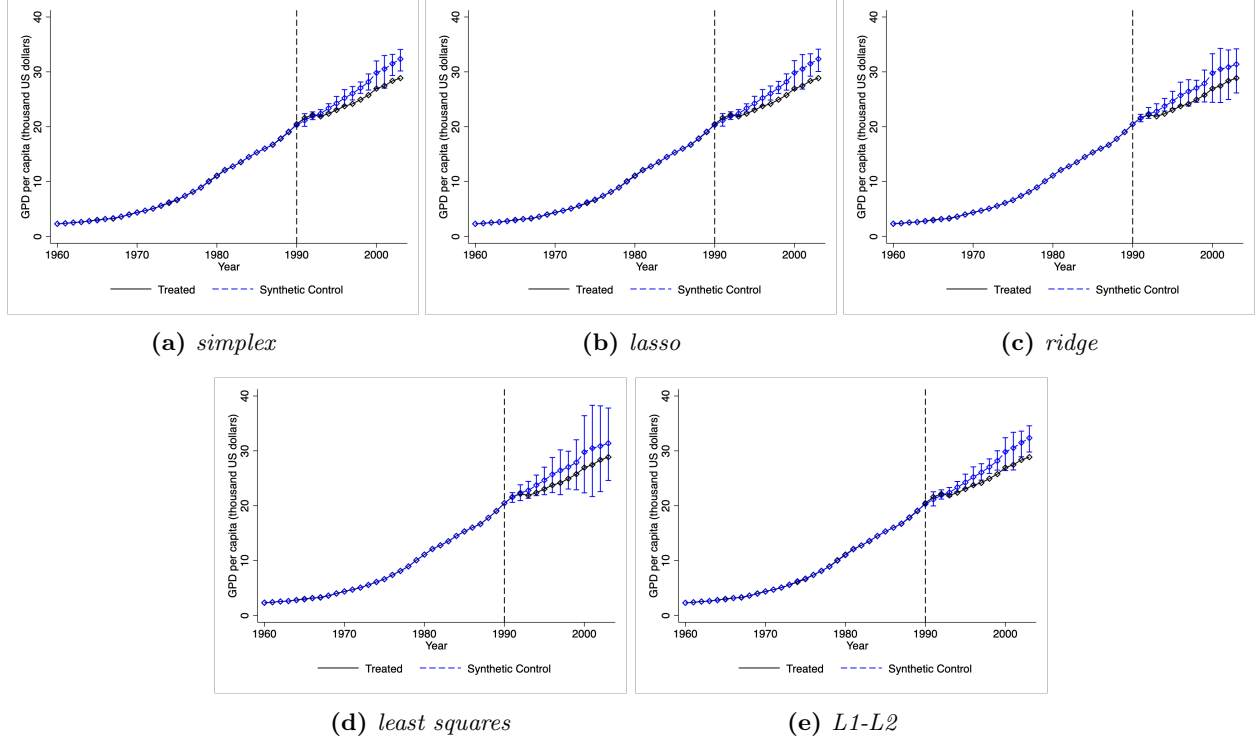 GPD per capita (thousand US dollars)
0 10 20 30 40
1960 1970 1980 1990 2000
Year
Treated Synthetic Control
(a) simplex
GPD per capita (thousand US dollars)
0 10 20 30 40
1960 1970 1980 1990 2000
Year
Treated Synthetic Control
(b) lasso
GPD per capita (thousand US dollars)
0 10 20 30 40
1960 1970 1980 1990 2000
Year
Treated Synthetic Control
(c) ridge
GPD per capita (thousand US dollars)
0 10 20 30 40
1960 1970 1980 1990 2000
Year
Treated Synthetic Control
(d) least squares
GPD per capita (thousand US dollars)
0 10 20 30 40
1960 1970 1980 1990 2000
Year
Treated Synthetic Control
(e) L1-L2